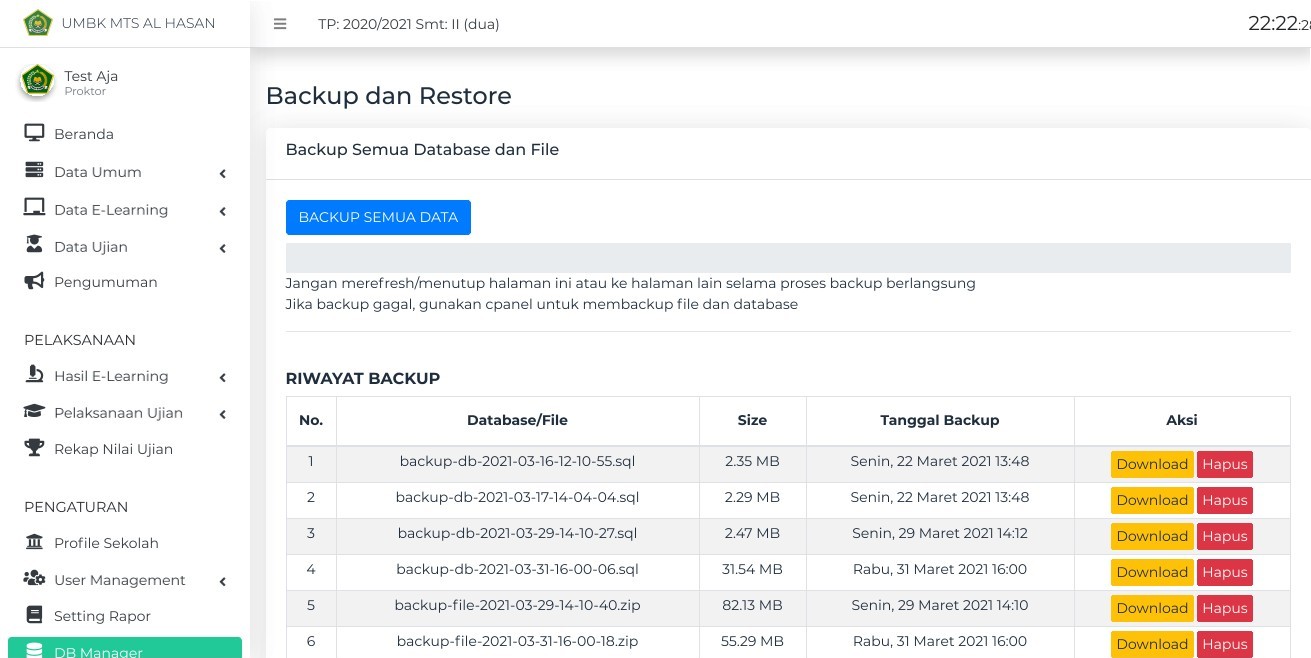 UMBK MTS AL HASAN
TP: 2020/2021 Smt: II (dua)
22:22:28
Test Aja
Proktor
Beranda
Data Umum
Data E-Learning
Data Ujian
Pengumuman
PELAKSANAAN
Hasil E-Learning
Pelaksanaan Ujian
Rekap Nilai Ujian
PENGATURAN
Profile Sekolah
User Management
Setting Rapor
DB Manager
Backup dan Restore
Backup Semua Database dan File
BACKUP SEMUA DATA
Jangan merefresh/menutup halaman ini atau ke halaman lain selama proses backup berlangsung
Jika backup gagal, gunakan cpanel untuk membackup file dan database
RIWAYAT BACKUP
No. Database/File Size Tanggal Backup Aksi
1 backup-db-2021-03-16-12-10-55.sql 2.35 MB Senin, 22 Maret 2021 13:48 Download Hapus
2 backup-db-2021-03-17-14-04-04.sql 2.29 MB Senin, 22 Maret 2021 13:48 Download Hapus
3 backup-db-2021-03-29-14-10-27.sql 2.47 MB Senin, 29 Maret 2021 14:12 Download Hapus
4 backup-db-2021-03-31-16-00-06.sql 31.54 MB Rabu, 31 Maret 2021 16:00 Download Hapus
5 backup-file-2021-03-29-14-10-40.zip 82.13 MB Senin, 29 Maret 2021 14:10 Download Hapus
6 backup-file-2021-03-31-16-00-18.zip 55.29 MB Rabu, 31 Maret 2021 16:00 Download Hapus